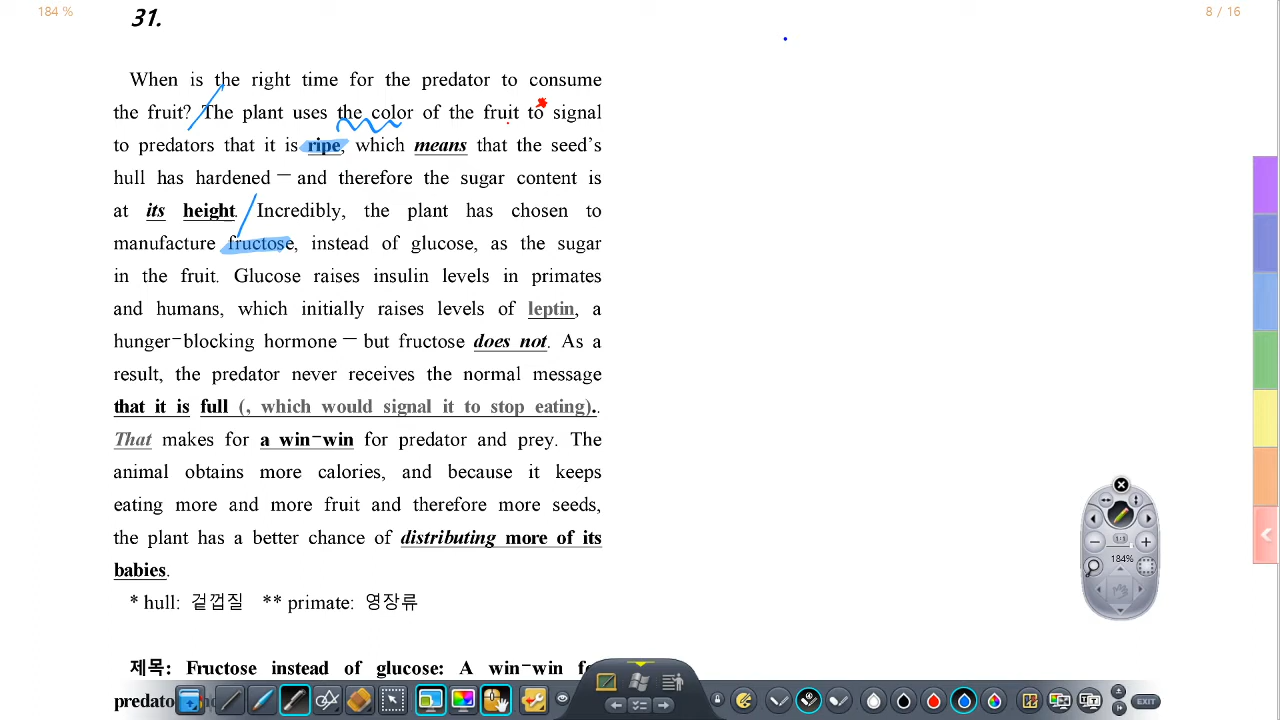 184 %
8 / 16
31.
When is the right time for the predator to consume
the fruit? The plant uses the color of the fruit to signal
to predators that it is ripe, which means that the seed's
hull has hardened — and therefore the sugar content is
at its height. Incredibly, the plant has chosen to
manufacture fructose, instead of glucose, as the sugar
in the fruit. Glucose raises insulin levels in primates
and humans, which initially raises levels of leptin, a
hunger-blocking hormone — but fructose does not. As a
result, the predator never receives the normal message
that it is full (, which would signal it to stop eating)..
That makes for a win-win for predator and prey. The
animal obtains more calories, and because it keeps
eating more and more fruit and therefore more seeds,
the plant has a better chance of distributing more of its
babies.
* hull: 겉껍질 ** primate: 영장류
제목: Fructose instead of glucose: A win-win
1:1
184%
EXIT